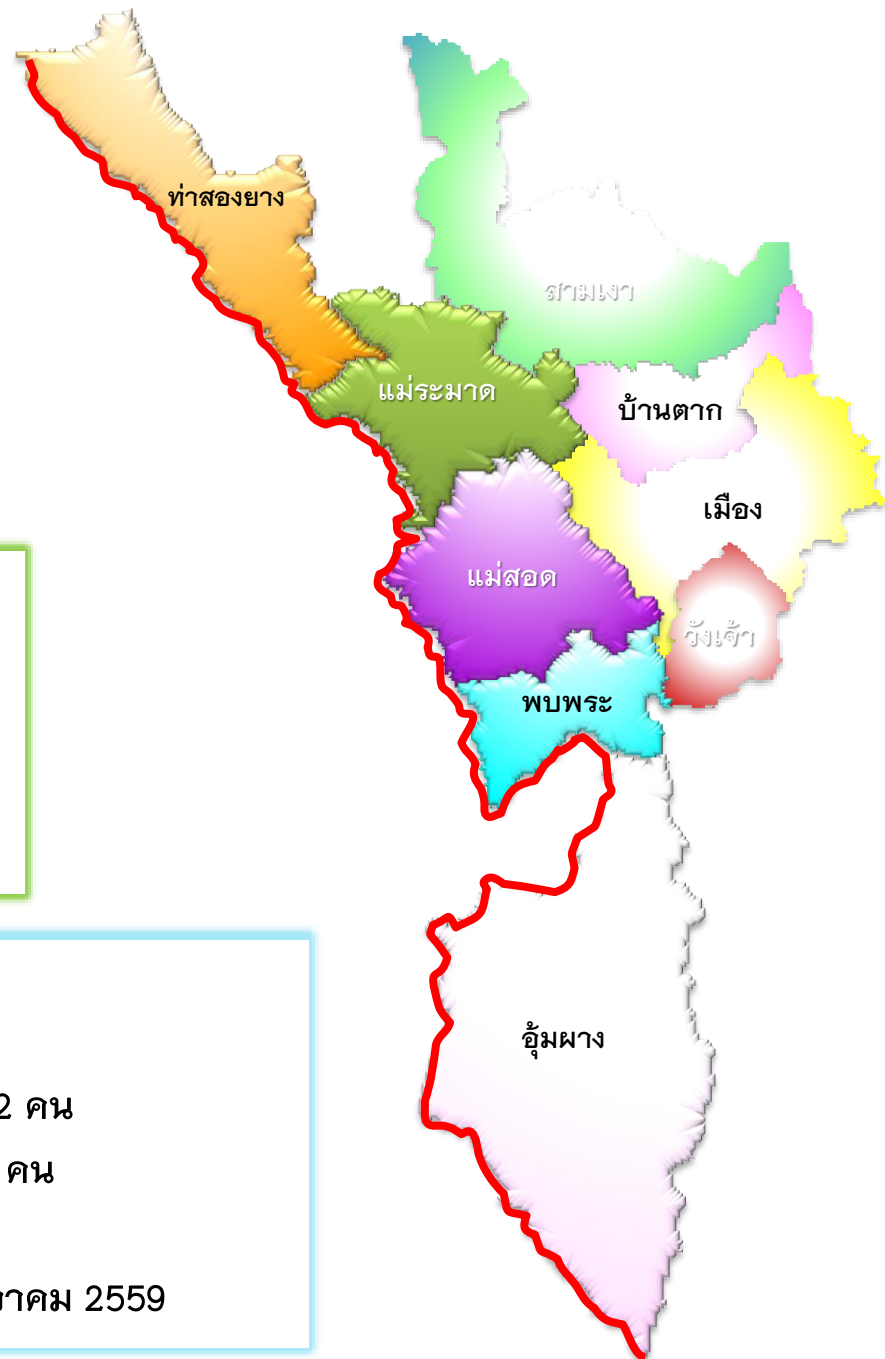 ท่าสองยาง
สามเงา
แม่ระมาด
บ้านตาก
เมือง
แม่สอด
วังเจ้า
พบพระ
อุ้มผาง
2 คน
คน
าคม 2559